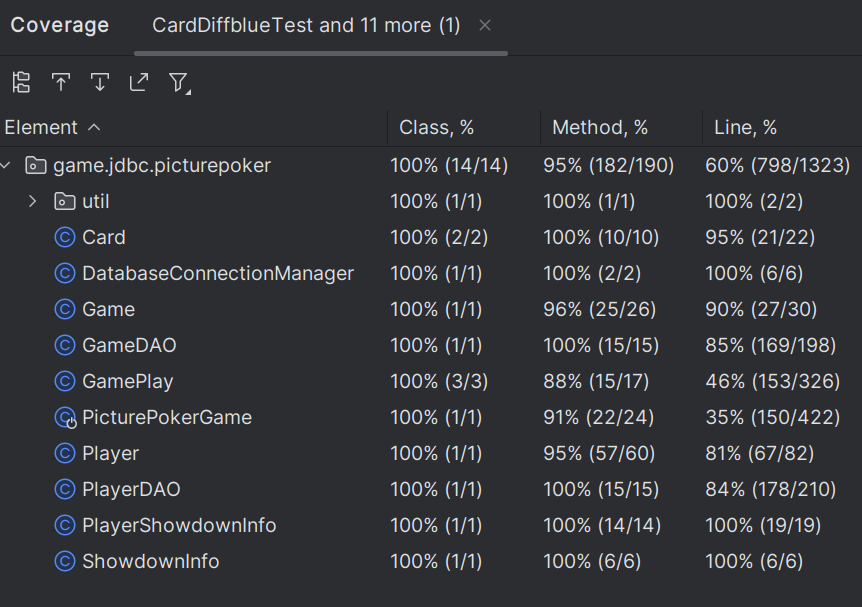 Coverage CardDiffblueTest and 11 more (1)
Element Class, % Method, % Line, %
game.jdbc.picturepoker 100% (14/14) 95% (182/190) 60% (798/1323)
util 100% (1/1) 100% (1/1) 100% (2/2)
Card 100% (2/2) 100% (10/10) 95% (21/22)
DatabaseConnectionManager 100% (1/1) 100% (2/2) 100% (6/6)
Game 100% (1/1) 96% (25/26) 90% (27/30)
GameDAO 100% (1/1) 100% (15/15) 85% (169/198)
GamePlay 100% (3/3) 88% (15/17) 46% (153/326)
PicturePokerGame 100% (1/1) 91% (22/24) 35% (150/422)
Player 100% (1/1) 95% (57/60) 81% (67/82)
PlayerDAO 100% (1/1) 100% (15/15) 84% (178/210)
PlayerShowdownInfo 100% (1/1) 100% (14/14) 100% (19/19)
ShowdownInfo 100% (1/1) 100% (6/6) 100% (6/6)